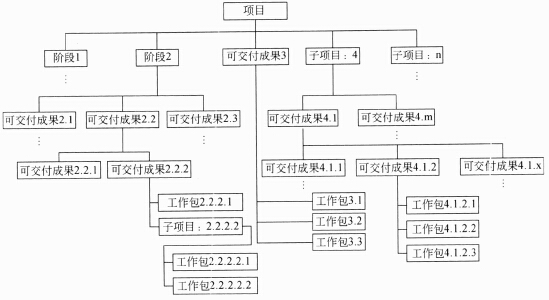 项目
阶段1
阶段2
可交付成果3
子项目：4
子项目：n
⋮
⋮
可交付成果2.1
可交付成果2.2
可交付成果2.3
可交付成果4.1
可交付成果4.m
⋮
⋮
⋮
可交付成果2.2.1
可交付成果2.2.2
可交付成果4.1.1
可交付成果4.1.2
可交付成果4.1.x
⋮
⋮
⋮
工作包2.2.2.1
工作包3.1
工作包4.1.2.1
子项目：2.2.2.2
工作包3.2
工作包4.1.2.2
工作包3.3
工作包4.1.2.3
工作包2.2.2.2.1
工作包2.2.2.2.2